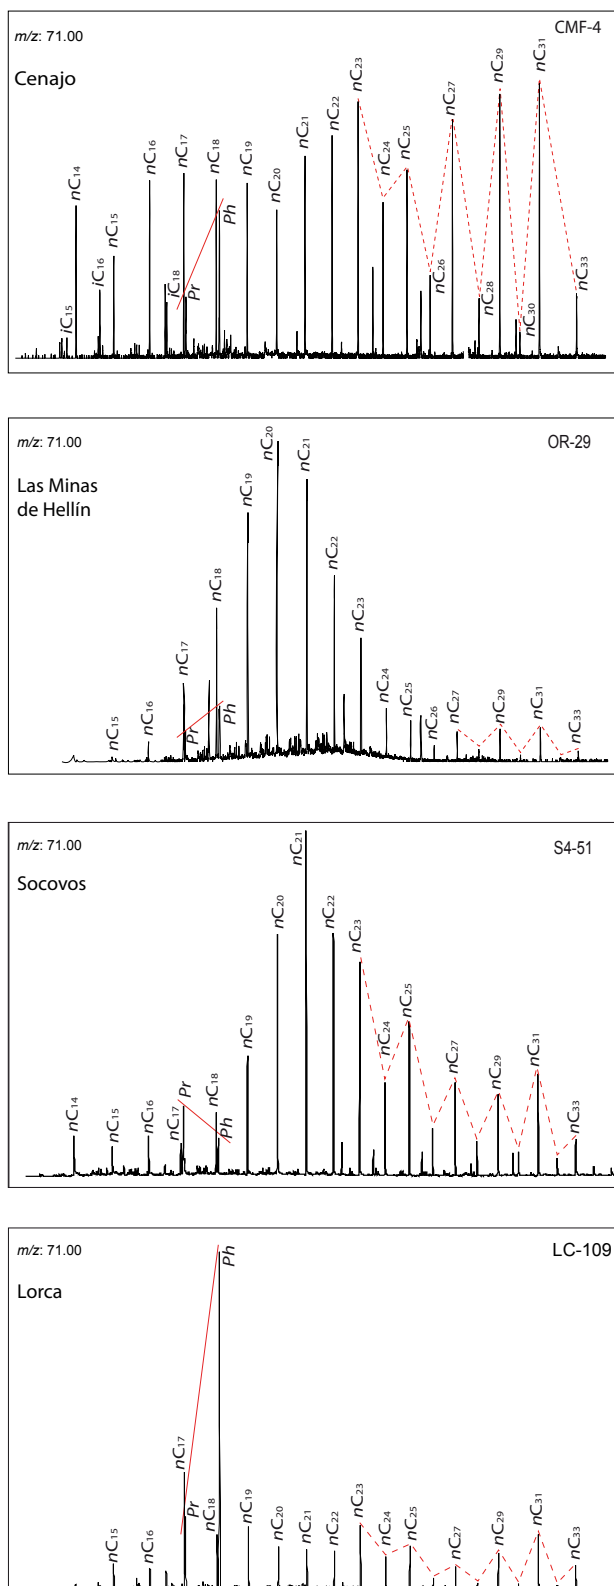 m/z: 71.00
CMF-4
Cenajo
iC15
nC14
iC16
nC15
nC16
iC18
nC17
Pr
nC18
Ph
nC19
nC20
nC21
nC22
nC23
nC24
nC25
nC26
nC27
nC28
nC29
nC30
nC31
nC33
m/z: 71.00
OR-29
Las Minas
de Hellín
nC15
nC16
nC17
Pr
nC18
Ph
nC19
nC20
nC21
nC22
nC23
nC24
nC25
nC26
nC27
nC29
nC31
nC33
m/z: 71.00
S4-51
Socovos
nC14
nC15
nC16
nC17
Pr
nC18
Ph
nC19
nC20
nC21
nC22
nC23
nC24
nC25
nC27
nC29
nC31
nC33
m/z: 71.00
LC-109
Lorca
nC15
nC16
nC17
Pr
nC18
Ph
nC19
nC20
nC21
nC22
nC23
nC24
nC25
nC27
nC29
nC31
nC33